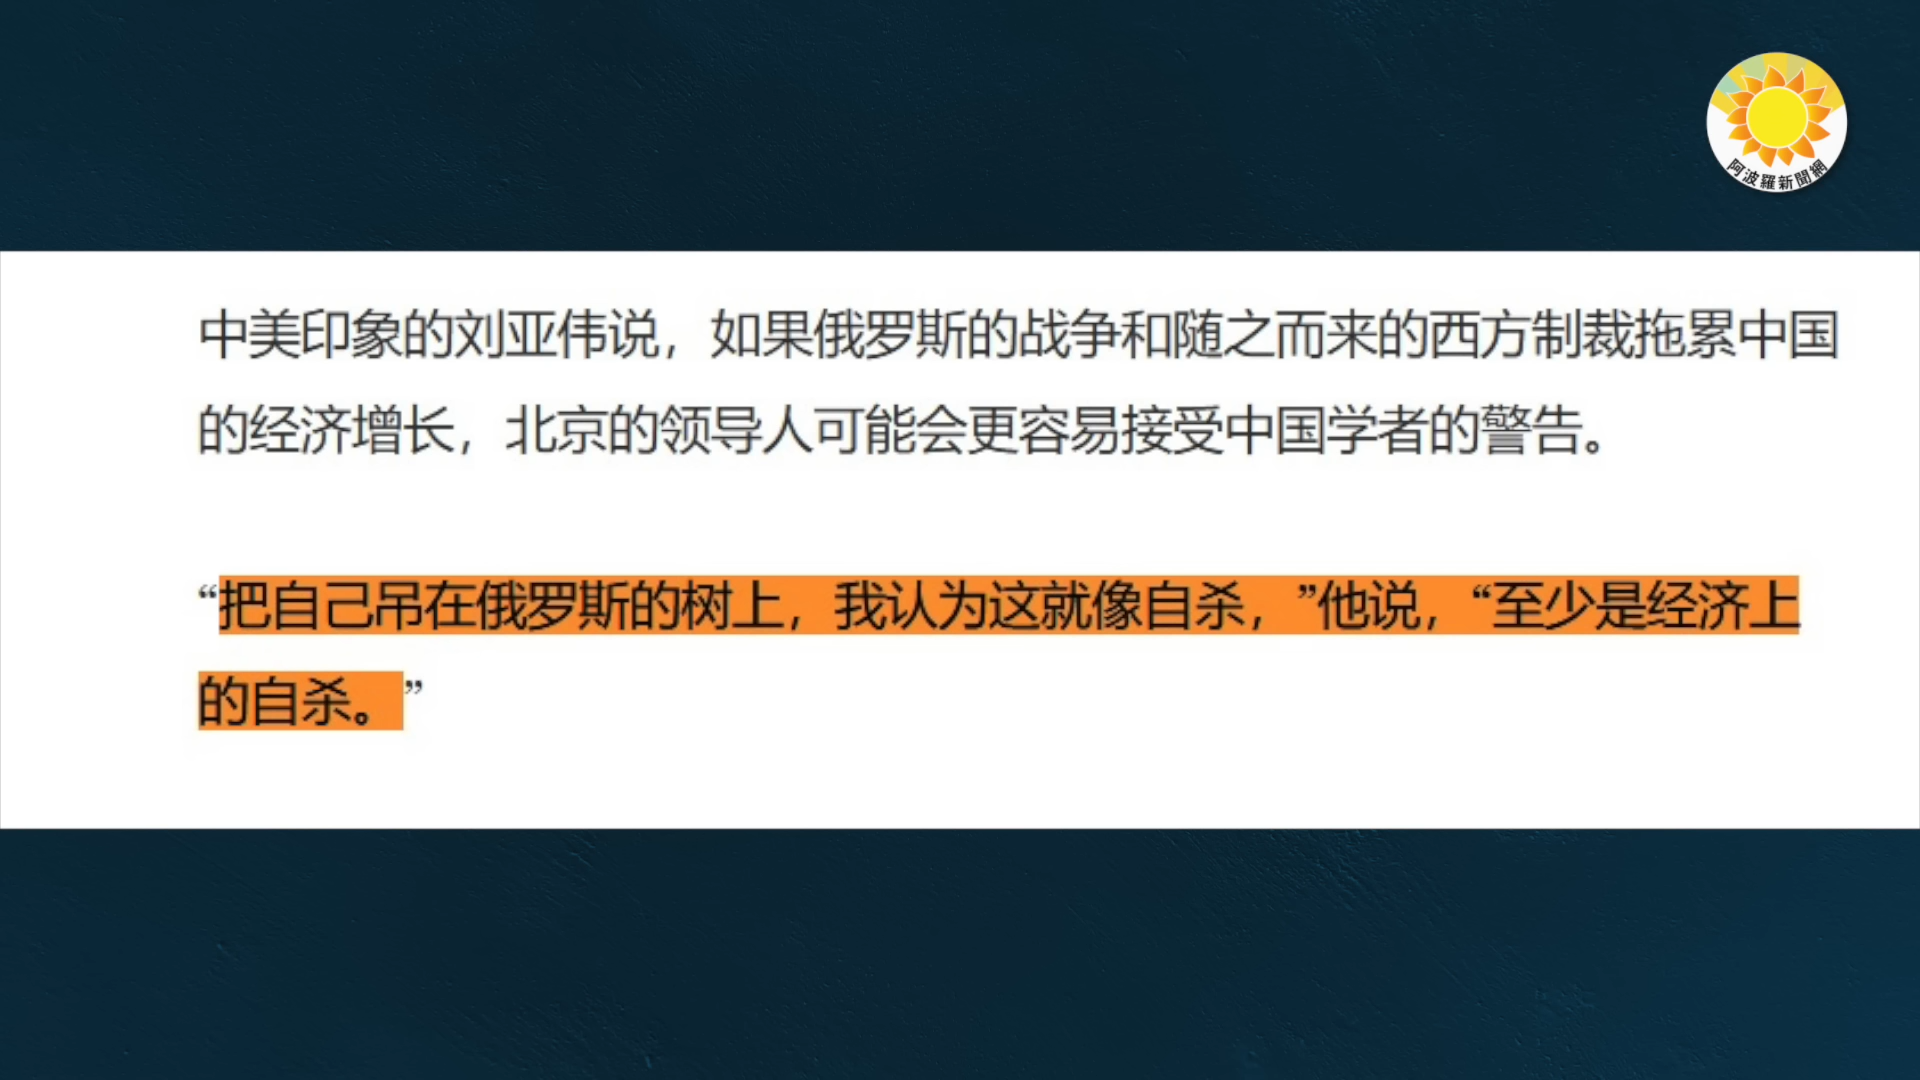 阿波羅新聞網
中美印象的刘亚伟说，如果俄罗斯的战争和随之而来的西方制裁拖累中国
的经济增长，北京的领导人可能会更容易接受中国学者的警告。
“把自己吊在俄罗斯的树上，我认为这就像自杀，”他说，“至少是经济上
的自杀。”